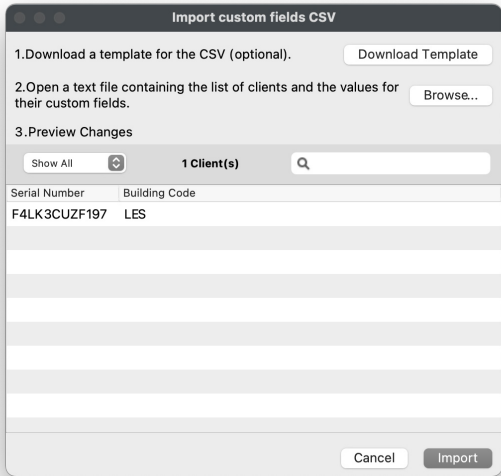 Import custom fields CSV
1.Download a template for the CSV (optional).
Download Template
2.Open a text file containing the list of clients and the values for
their custom fields.
Browse...
3.Preview Changes
Show All
1 Client(s)
Serial Number
Building Code
F4LK3CUZF197
LES
Cancel
Import